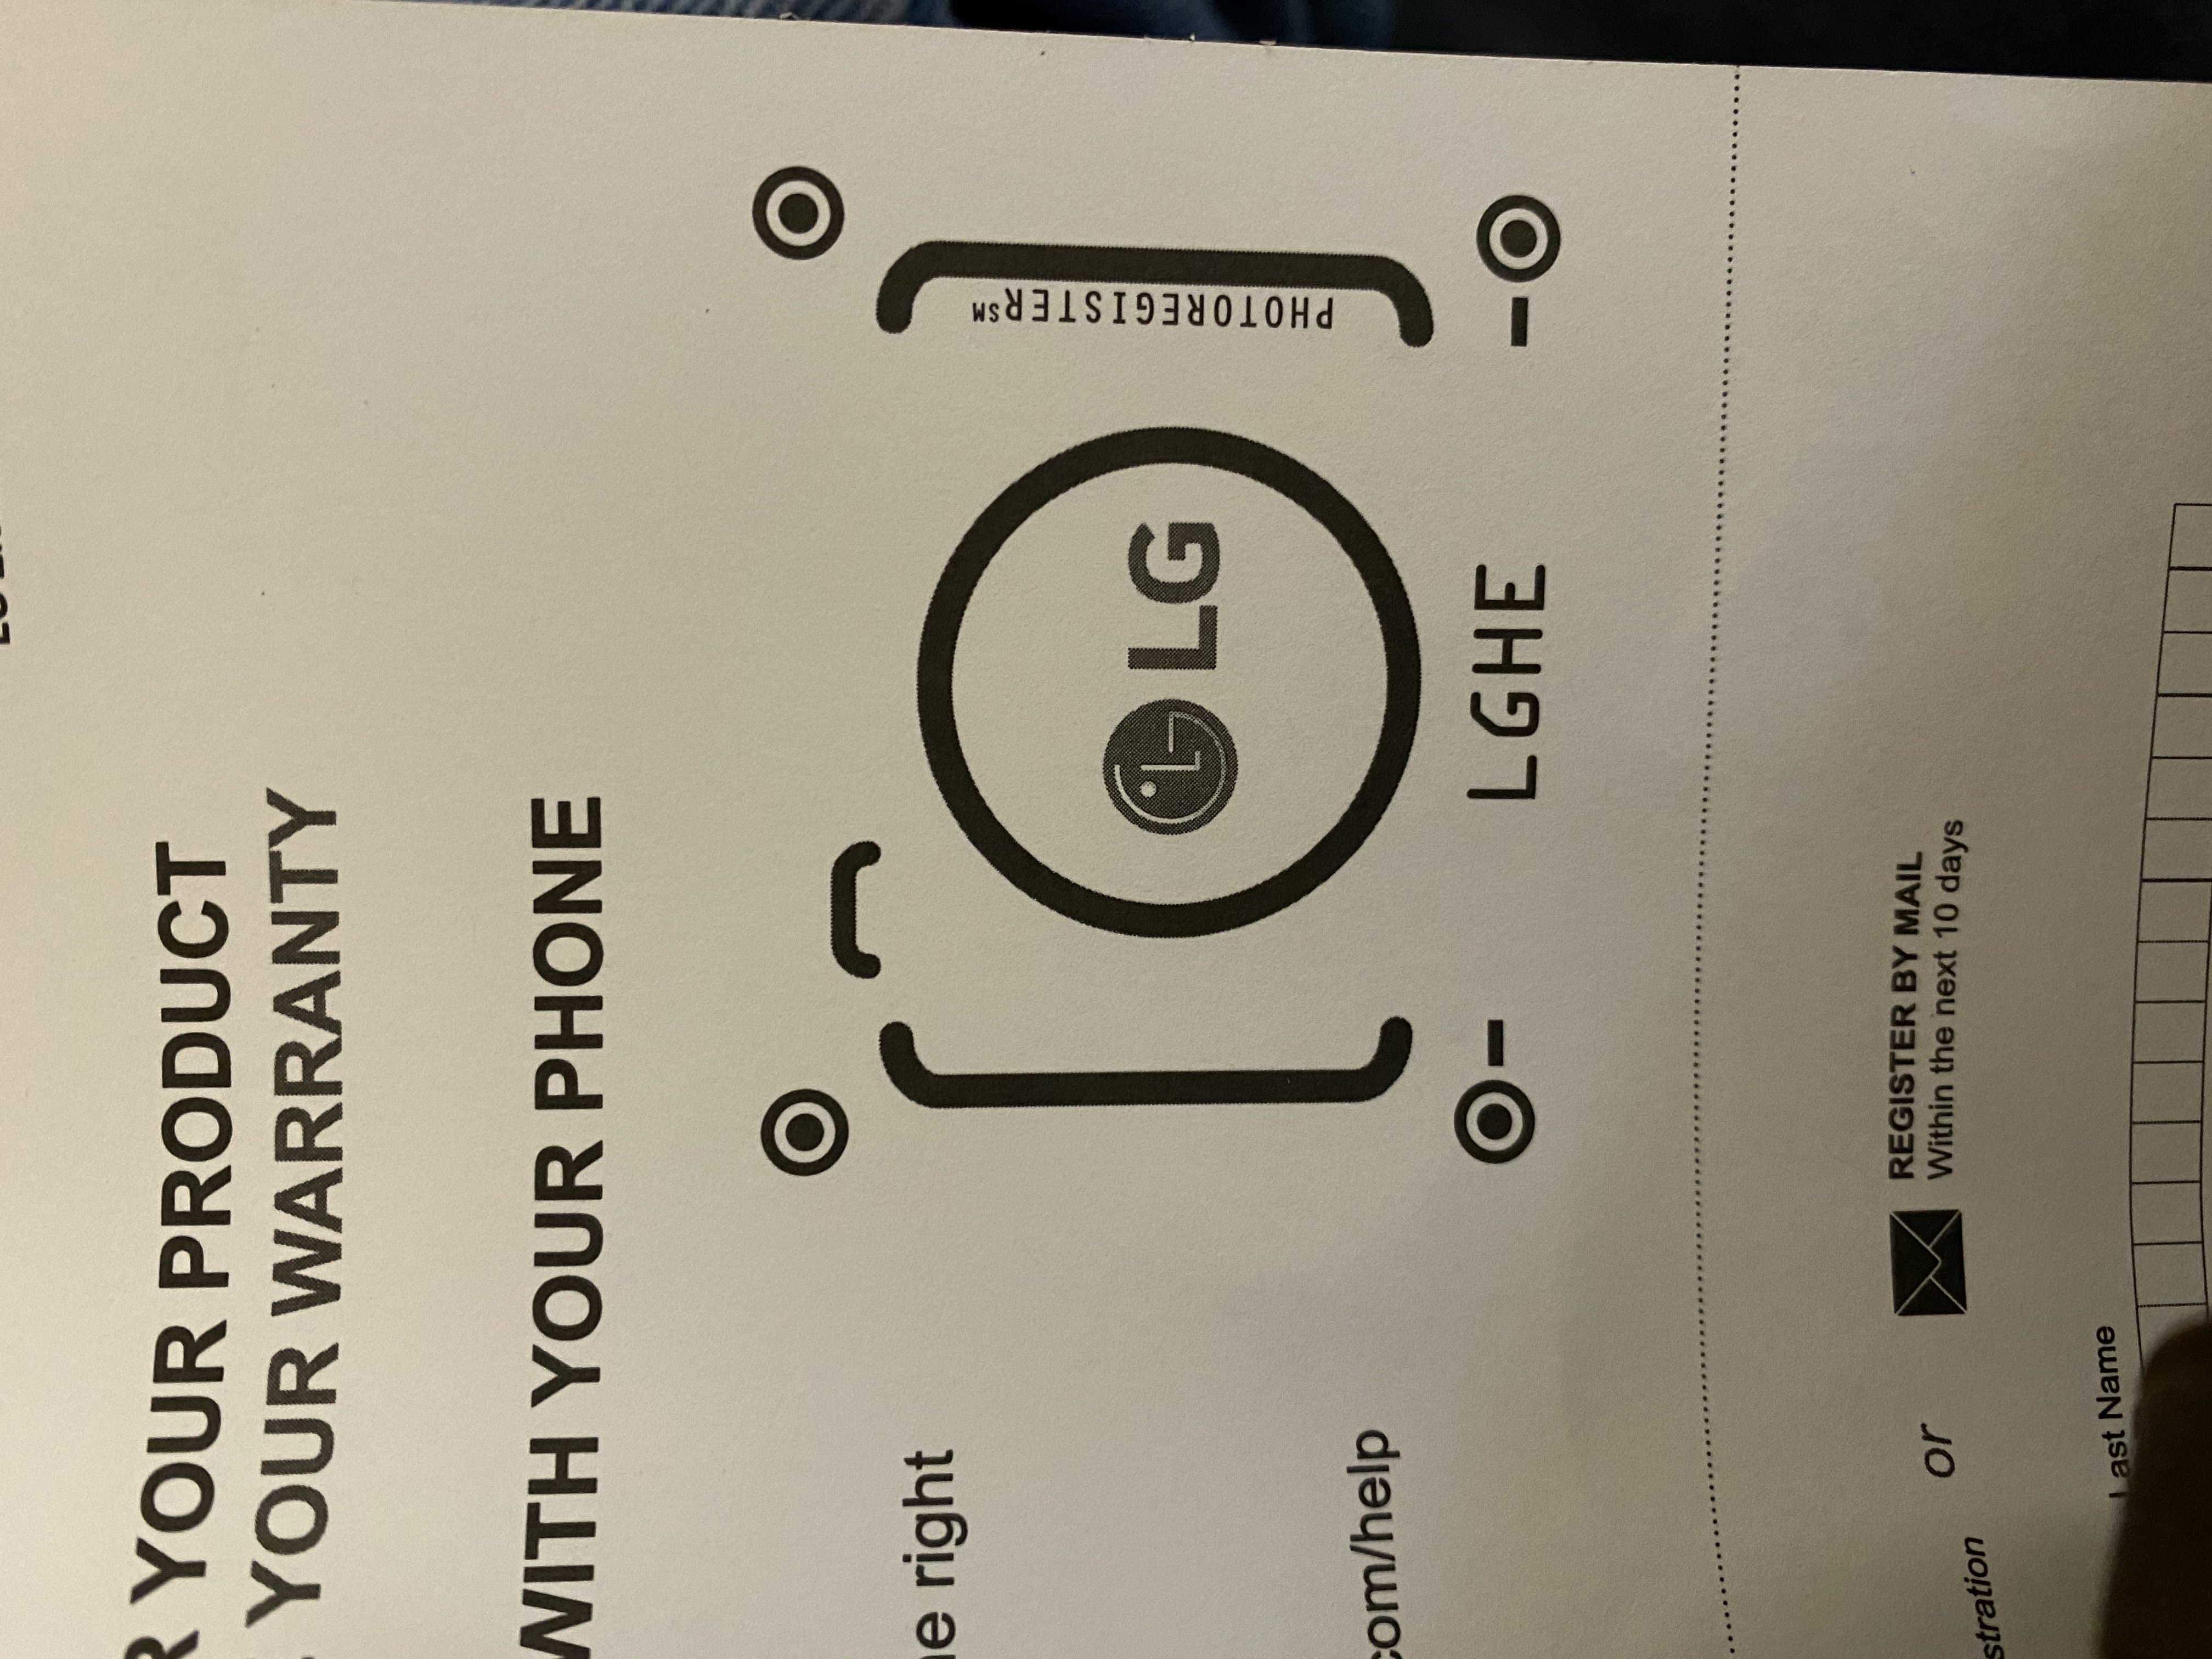 YOUR PRODUCT
YOUR WARRANTY
WITH YOUR PHONE
right
com/help
LG
PHOTOREGISTER℠
LGHE
or
REGISTER BY MAIL
Within the next 10 days
stration
Last Name